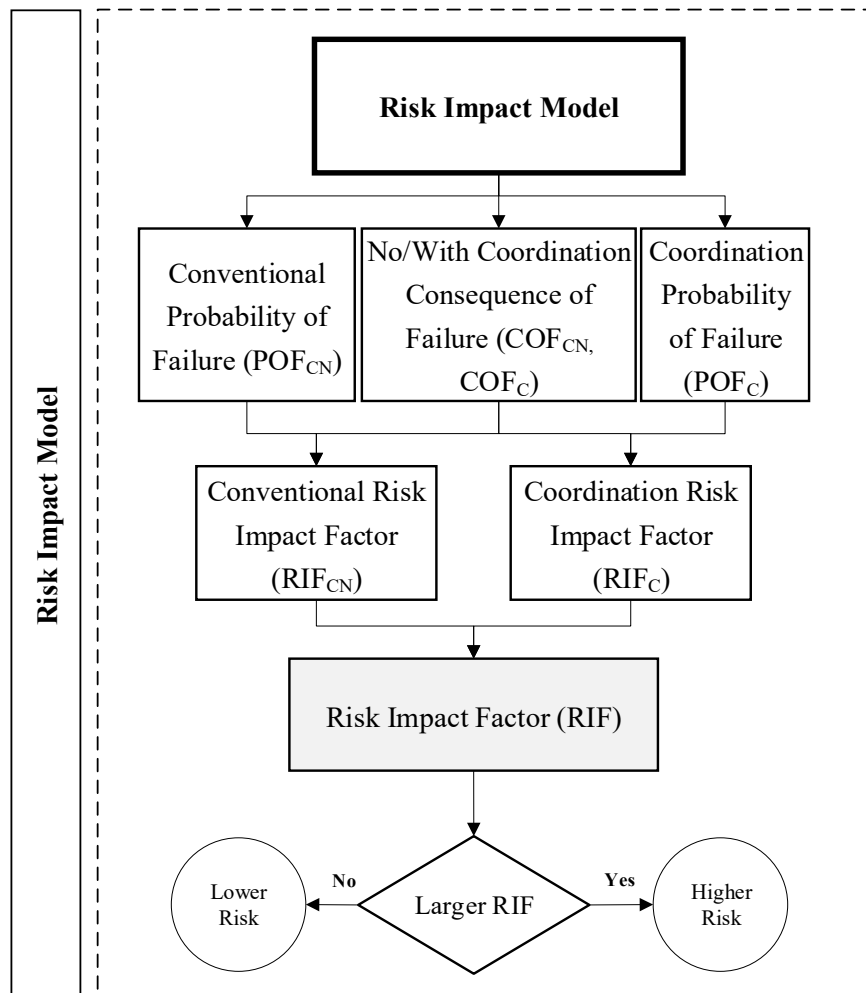 Risk Impact Model
Risk Impact Model
Conventional
Probability of
Failure (POF_CN)
No/With Coordination
Consequence of
Failure (COF_CN,
COF_C)
Coordination
Probability
of Failure
(POF_C)
Conventional Risk
Impact Factor
(RIF_CN)
Coordination Risk
Impact Factor
(RIF_C)
Risk Impact Factor (RIF)
Lower
Risk
No
Larger RIF
Yes
Higher
Risk